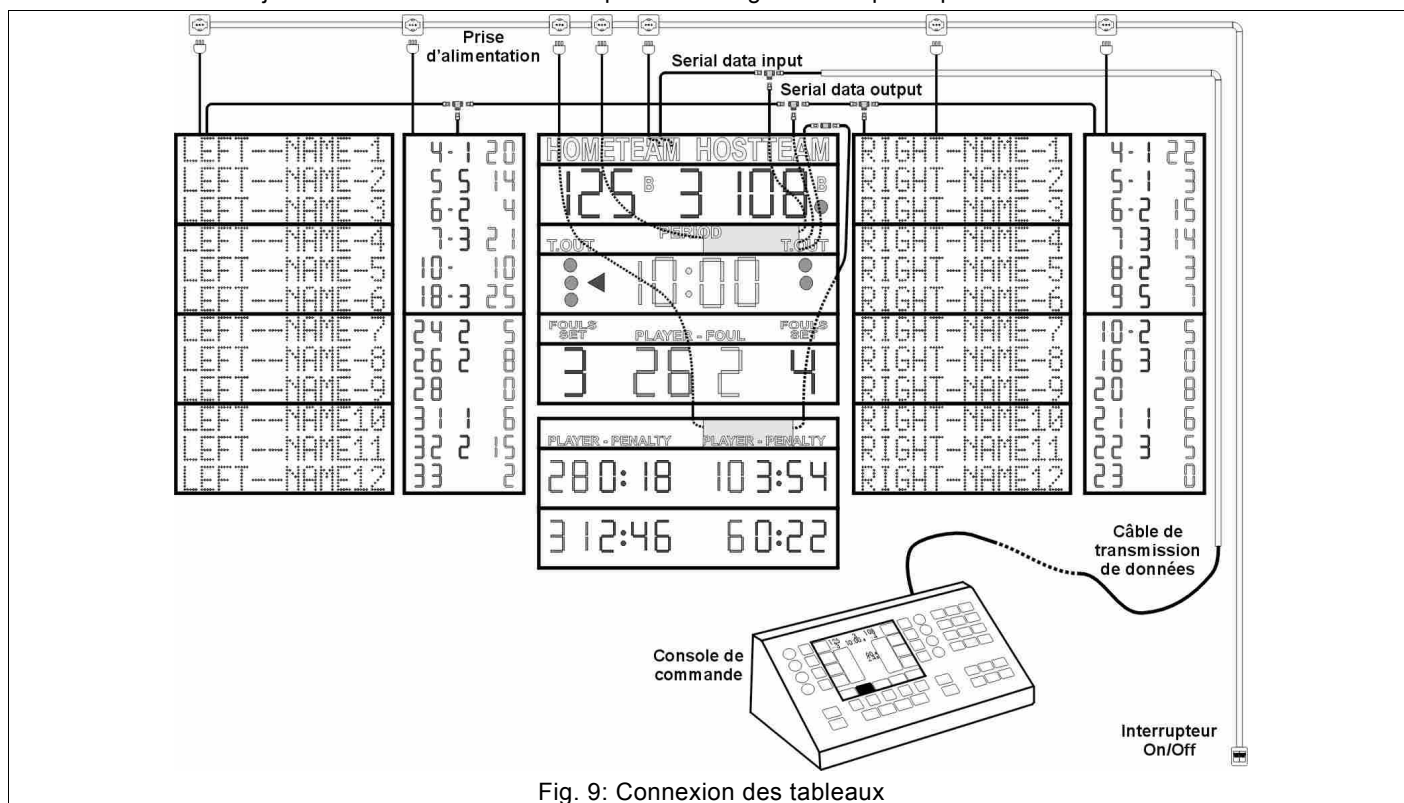 Prise
d'alimentation
Serial data input
Serial data output
LEFT--NAME-1
LEFT--NAME-2
LEFT--NAME-3
LEFT--NAME-4
LEFT--NAME-5
LEFT--NAME-6
LEFT--NAME-7
LEFT--NAME-8
LEFT--NAME-9
LEFT--NAME10
LEFT--NAME11
LEFT--NAME12
4-1 20
5 5 14
6-2 4
7-3 21
10- 10
18-3 25
24 2 5
26 2 8
28 0
31 1 6
32 2 15
33 2
HOMETEAM HOSTTEAM
125 B 3 108 B
PERIOD
T.OUT T.OUT
10:00
FOULS SET PLAYER - FOUL FOULS SET
3 26 2 4
PLAYER - PENALTY PLAYER - PENALTY
28 0:18 10 3:54
31 2:46 6 0:22
RIGHT-NAME-1
RIGHT-NAME-2
RIGHT-NAME-3
RIGHT-NAME-4
RIGHT-NAME-5
RIGHT-NAME-6
RIGHT-NAME-7
RIGHT-NAME-8
RIGHT-NAME-9
RIGHT-NAME10
RIGHT-NAME11
RIGHT-NAME12
4-1 22
5-1 3
6-2 15
7 3 14
8-2 3
9 5 7
10-2 5
16 3 0
20 8
21 1 6
22 3 5
23 0
Câble de
transmission
de données
Console de
commande
Interrupteur
On/Off
Fig. 9: Connexion des tableaux